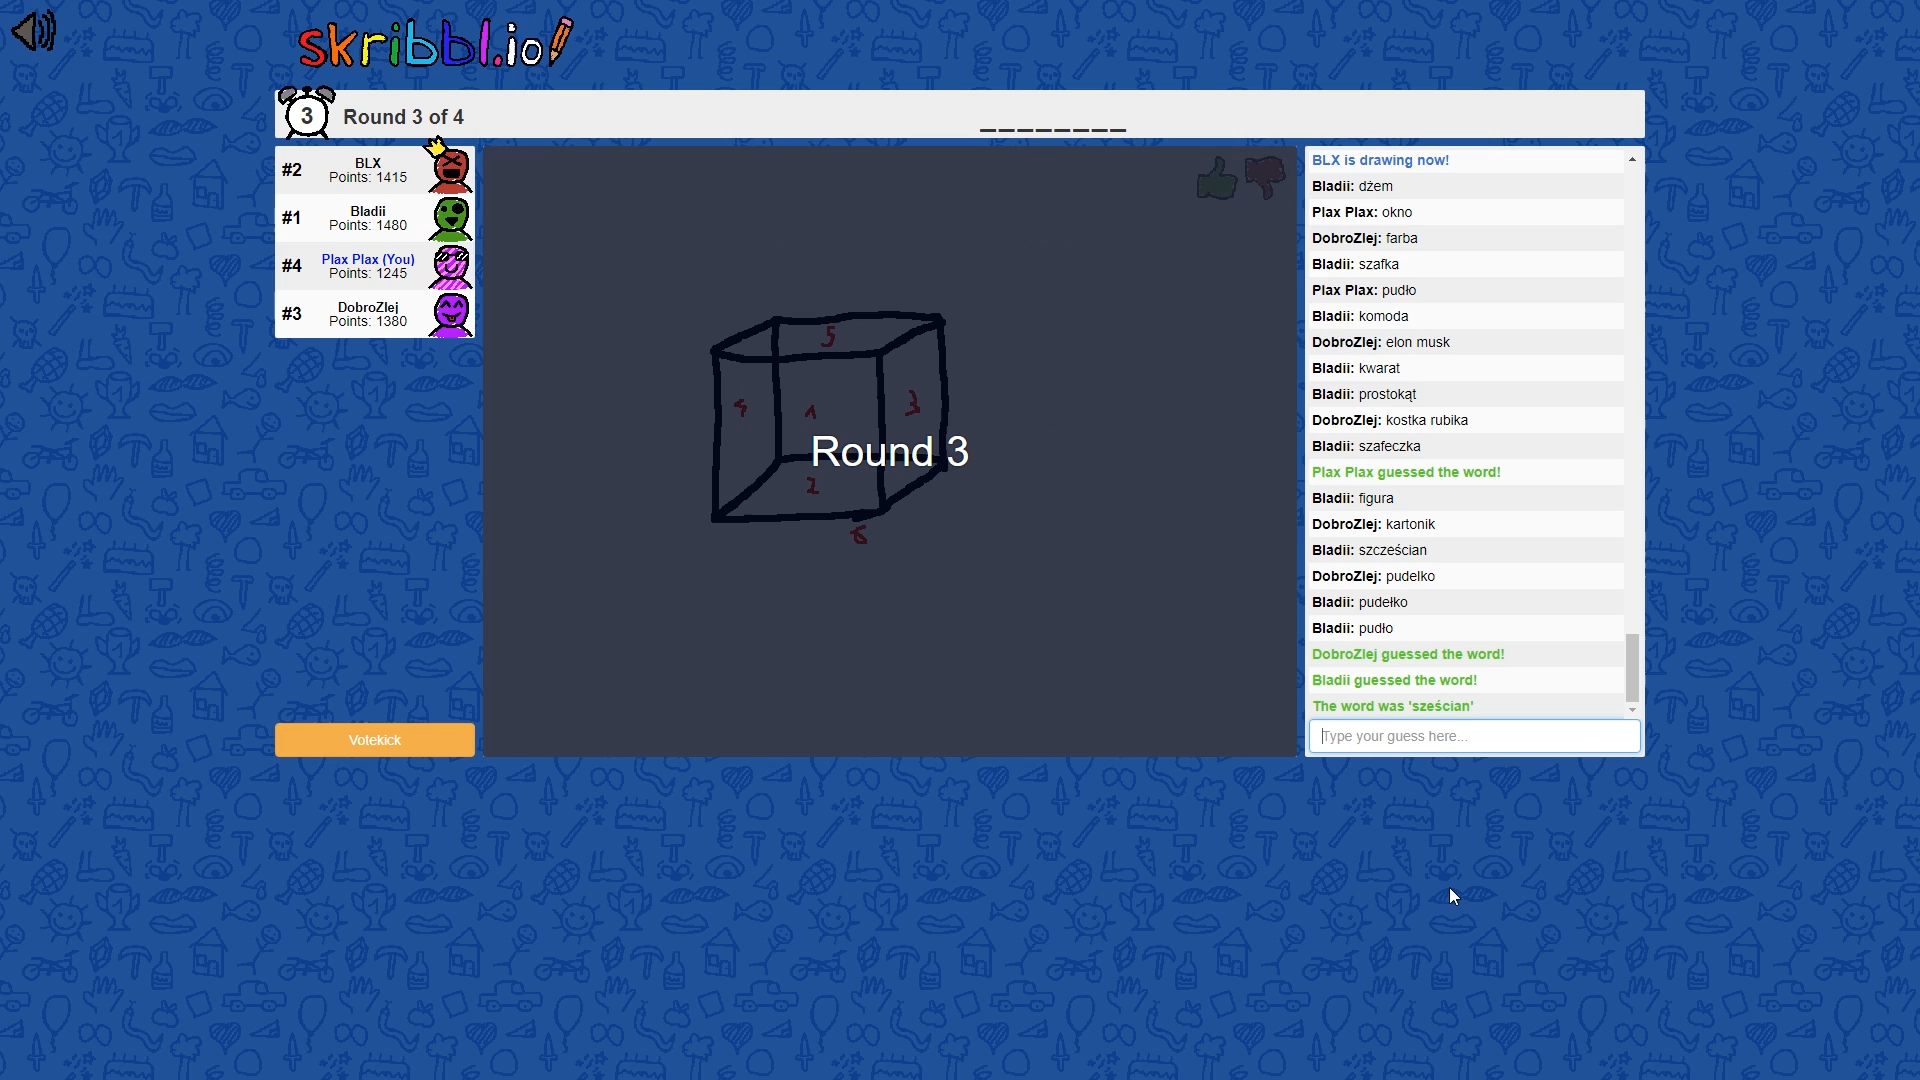 skribbl.io
3
Round 3 of 4
________
#2
BLX
Points: 1415
#1
Bladii
Points: 1480
#4
Plax Plax (You)
Points: 1245
#3
DobroZlej
Points: 1380
Votekick
5
4
1
3
2
6
Round 3
BLX is drawing now!
Bladii: dżem
Plax Plax: okno
DobroZlej: farba
Bladii: szafka
Plax Plax: pudło
Bladii: komoda
DobroZlej: elon musk
Bladii: kwarat
Bladii: prostokąt
DobroZlej: kostka rubika
Bladii: szafeczka
Plax Plax guessed the word!
Bladii: figura
DobroZlej: kartonik
Bladii: szcześcian
DobroZlej: pudelko
Bladii: pudełko
Bladii: pudło
DobroZlej guessed the word!
Bladii guessed the word!
The word was 'sześcian'
Type your guess here...